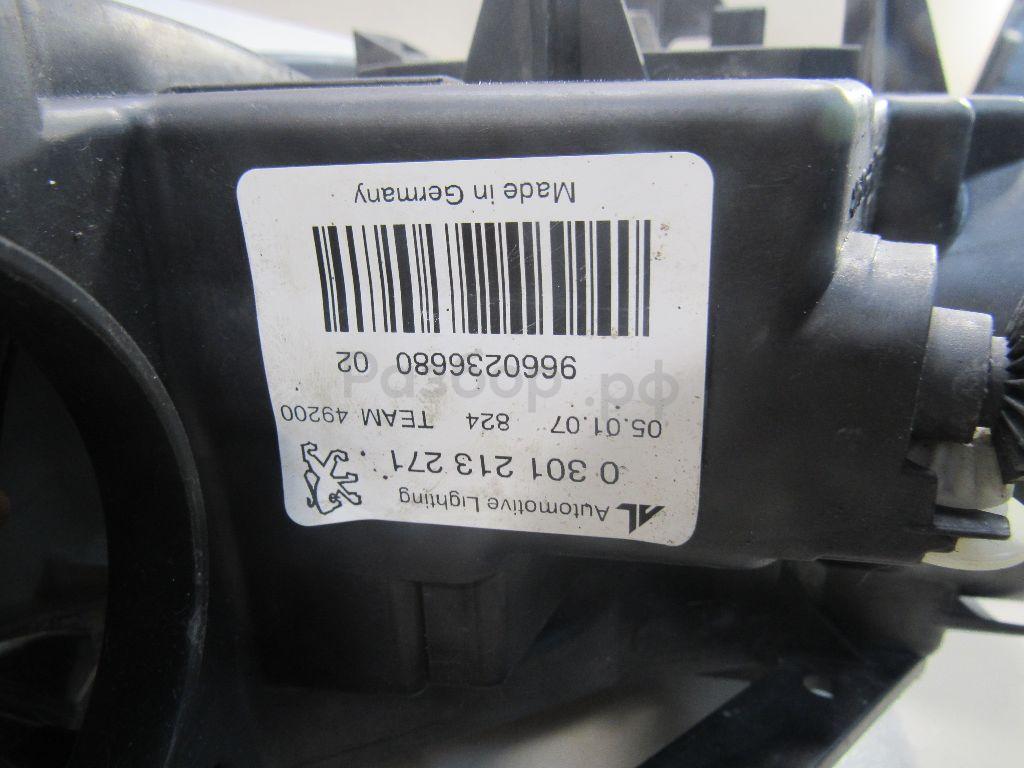 AL Automotive Lighting
0 301 213 271
05.01.07 824 TEAM 49200
9660236680 02
Made in Germany
Разбор.рф